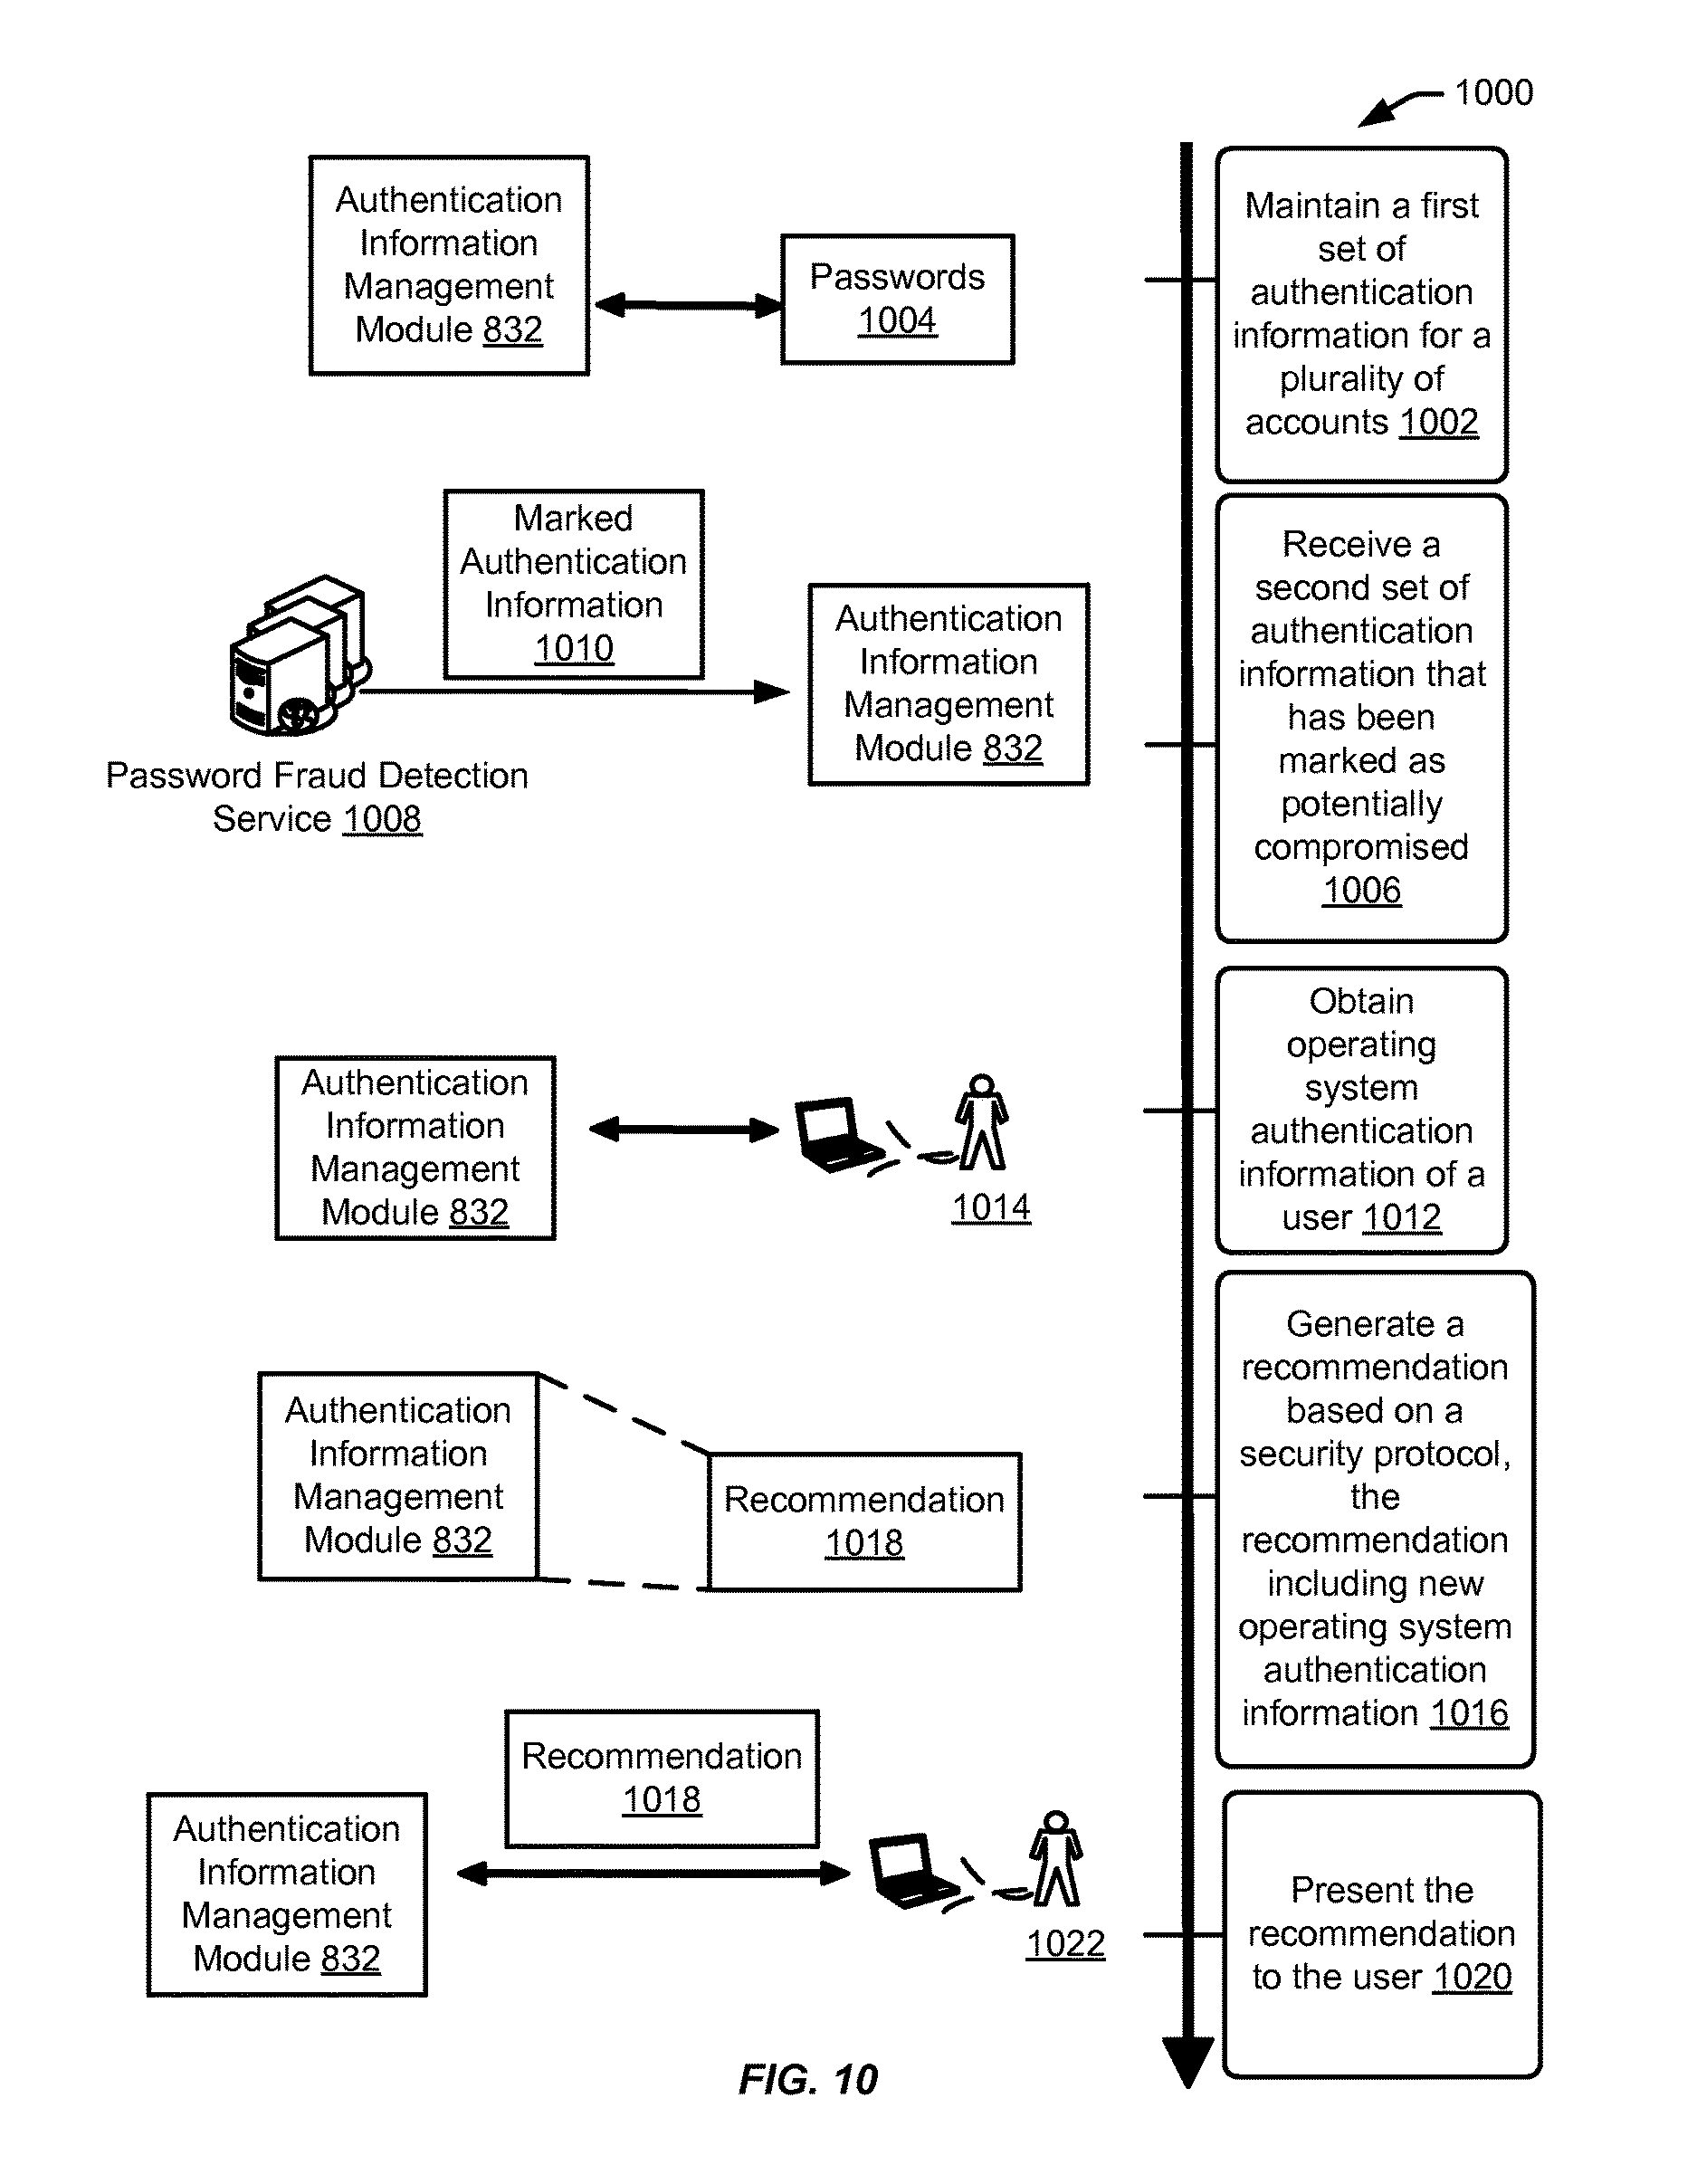 1000
Authentication
Information
Management
Module 832
Passwords
1004
Maintain a first
set of
authentication
information for a
plurality of
accounts 1002
Marked
Authentication
Information
1010
Password Fraud Detection
Service 1008
Authentication
Information
Management
Module 832
Receive a
second set of
authentication
information that
has been
marked as
potentially
compromised
1006
Authentication
Information
Management
Module 832
1014
Obtain
operating
system
authentication
information of a
user 1012
Authentication
Information
Management
Module 832
Recommendation
1018
Generate a
recommendation
based on a
security protocol,
the
recommendation
including new
operating system
authentication
information 1016
Authentication
Information
Management
Module 832
Recommendation
1018
1022
Present the
recommendation
to the user 1020
FIG. 10